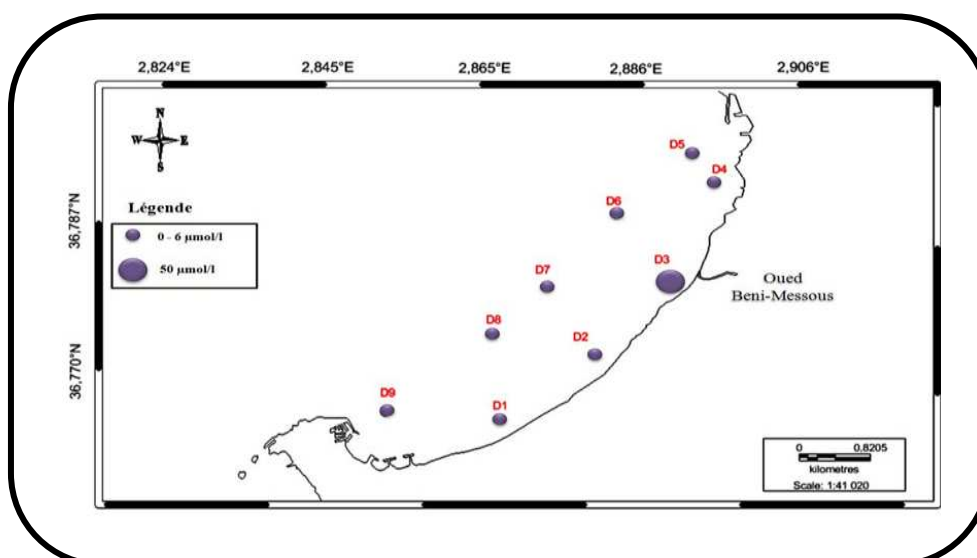 2,824°E 2,845°E 2,865°E 2,886°E 2,906°E
N
W E
S
D5
D4
Légende
D6
0 - 6 µmol/l
36,787°N
50 µmol/l
D3
D7
Oued
Beni-Messous
D8
D2
36,770°N
D9
D1
0 0.8205
kilometres
Scale: 1:41 020